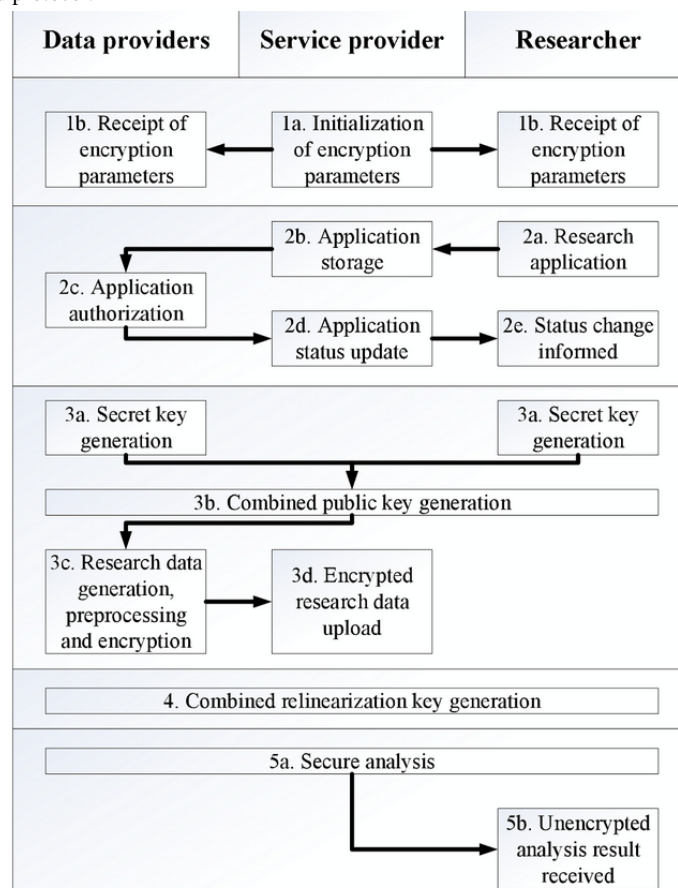 Data providers
Service provider
Researcher
1b. Receipt of
encryption
parameters
1a. Initialization
of encryption
parameters
1b. Receipt of
encryption
parameters
2b. Application
storage
2a. Research
application
2c. Application
authorization
2d. Application
status update
2e. Status change
informed
3a. Secret key
generation
3a. Secret key
generation
3b. Combined public key generation
3c. Research data
generation,
preprocessing
and encryption
3d. Encrypted
research data
upload
4. Combined relinearization key generation
5a. Secure analysis
5b. Unencrypted
analysis result
received